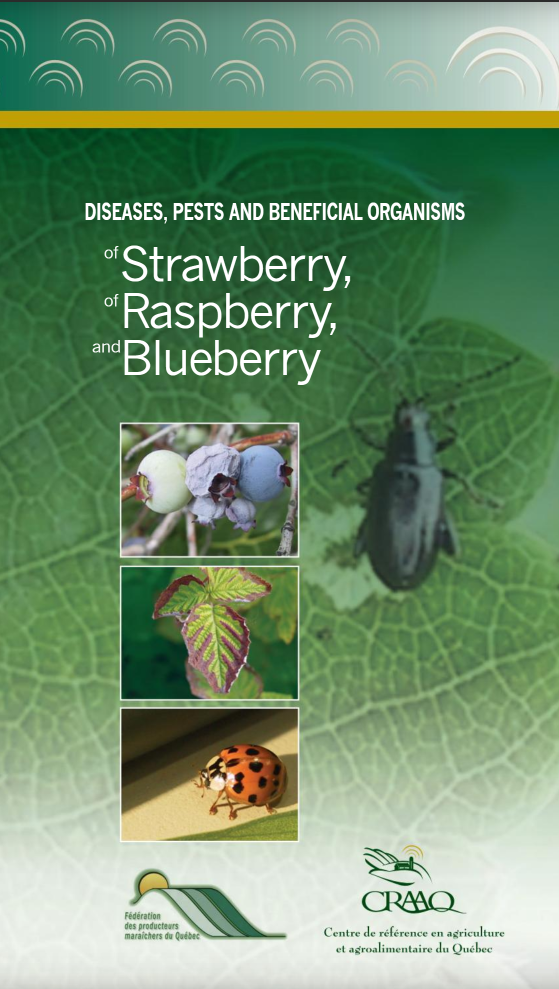 DISEASES, PESTS AND BENEFICIAL ORGANISMS
of Strawberry,
of Raspberry,
and Blueberry
Fédération
des producteurs
maraîchers du Québec
CRAAQ
Centre de référence en agriculture
et agroalimentaire du Québec